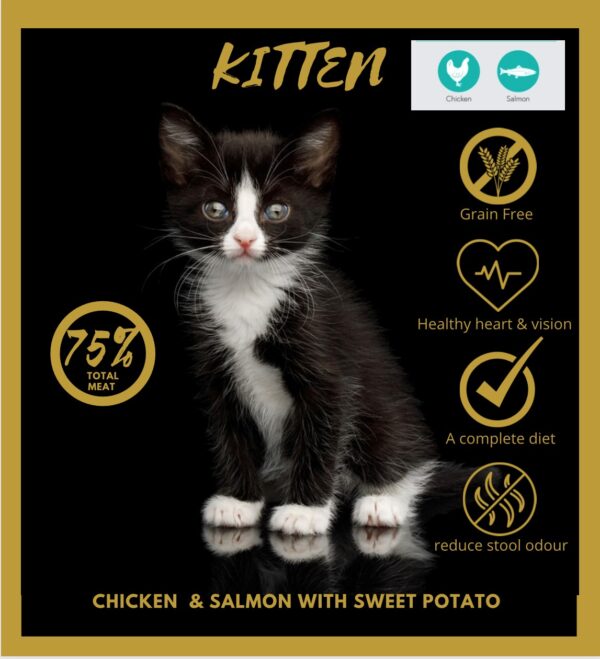 KITTEN
Chicken
Salmon
Grain Free
Healthy heart & vision
75%
TOTAL
MEAT
A complete diet
reduce stool odour
CHICKEN & SALMON WITH SWEET POTATO